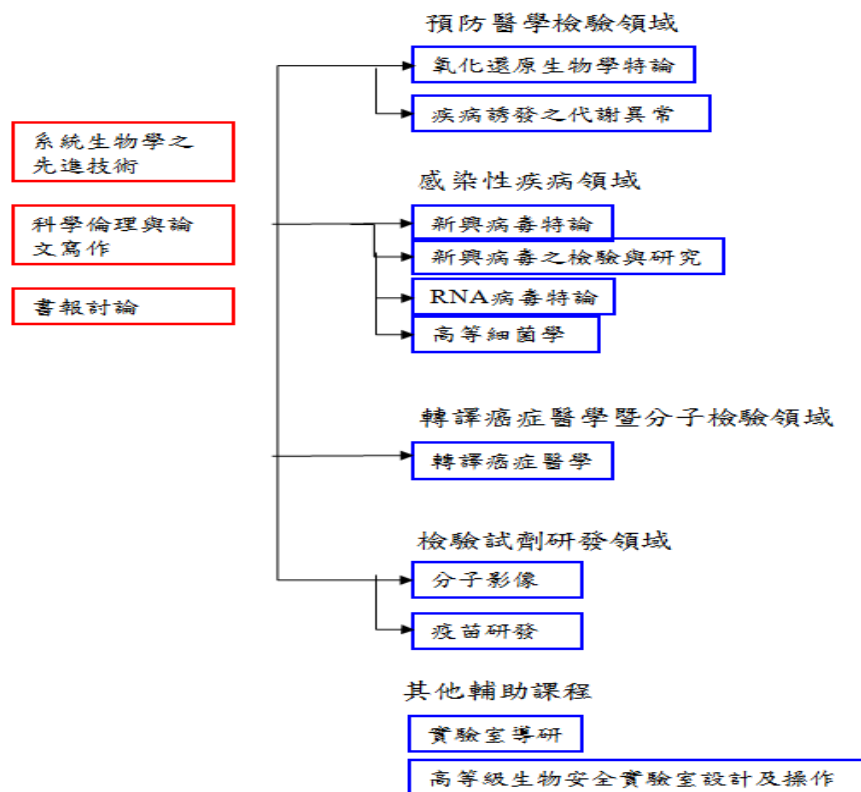 系統生物學之
先進技術
科學倫理與論
文寫作
書報討論
預防醫學檢驗領域
氧化還原生物學特論
疾病誘發之代謝異常
感染性疾病領域
新興病毒特論
新興病毒之檢驗與研究
RNA病毒特論
高等細菌學
轉譯癌症醫學暨分子檢驗領域
轉譯癌症醫學
檢驗試劑研發領域
分子影像
疫苗研發
其他輔助課程
實驗室導研
高等級生物安全實驗室設計及操作